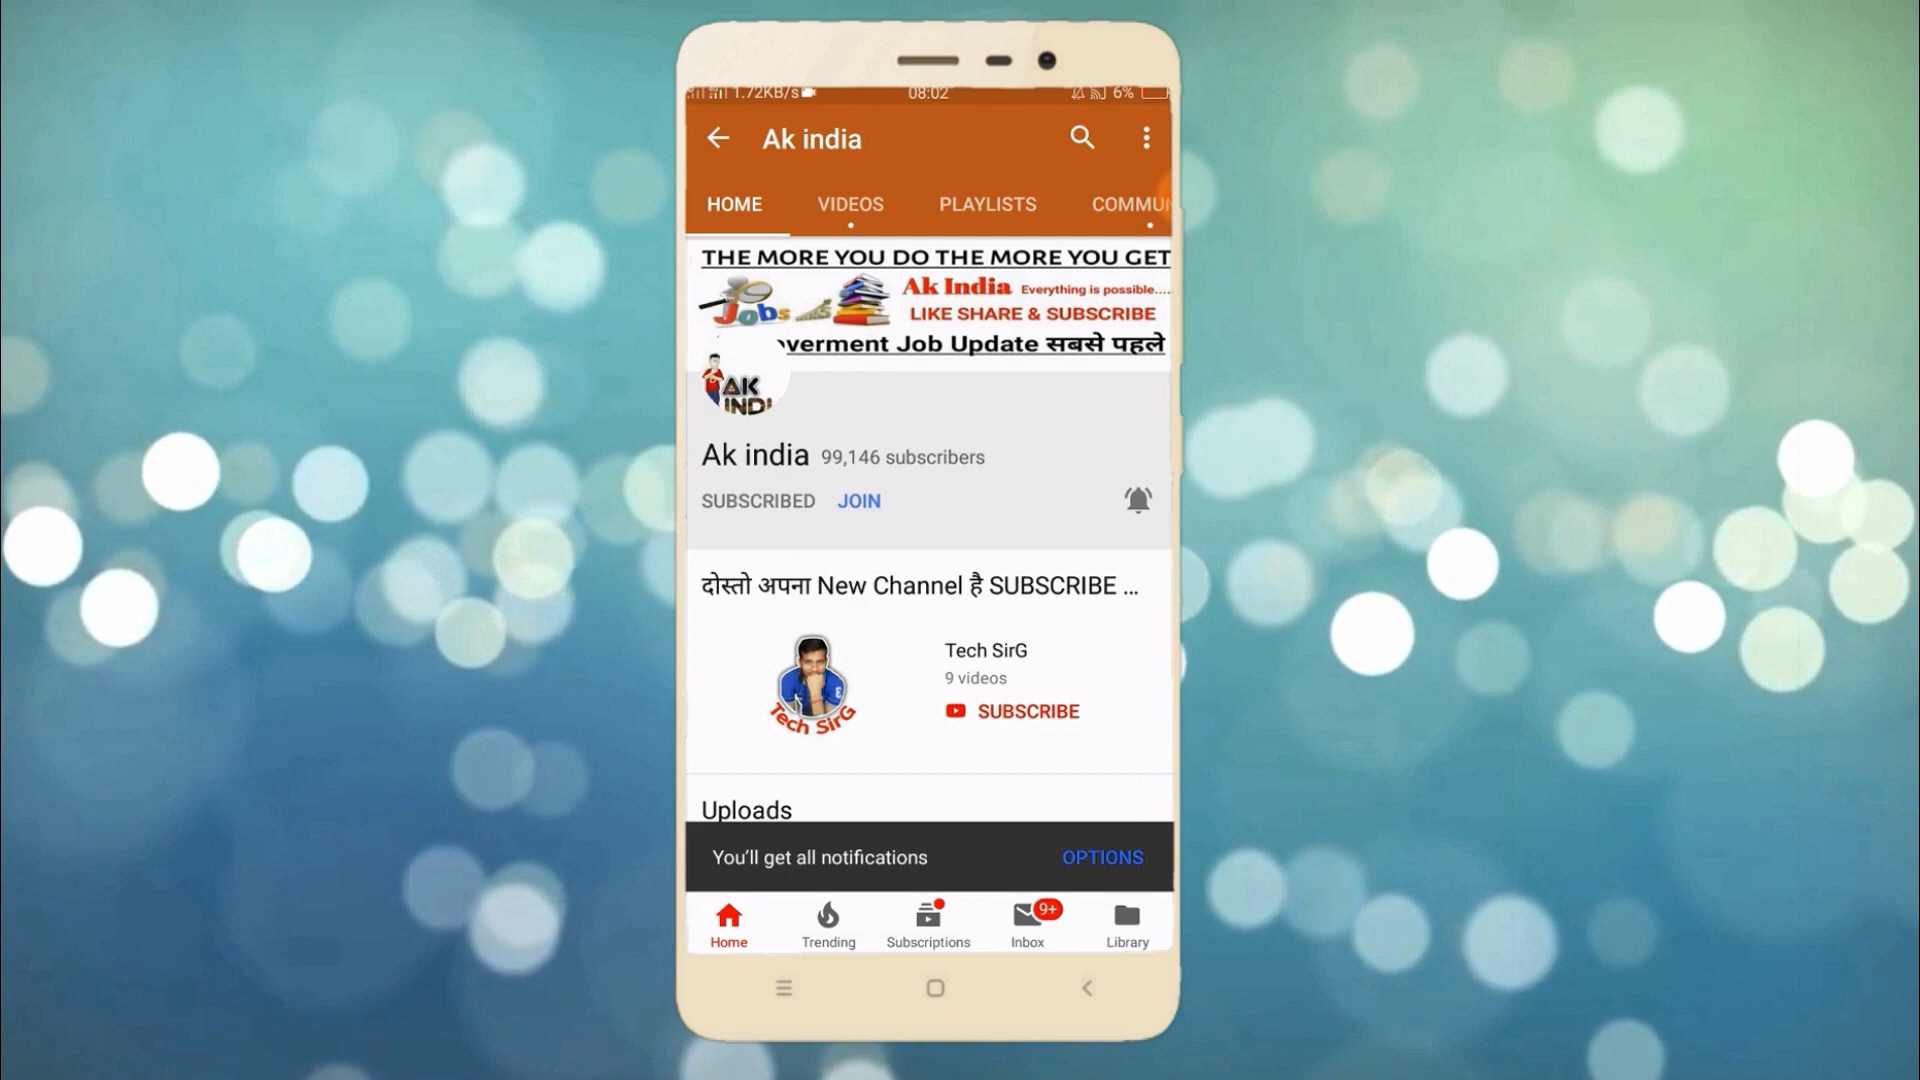 1.72KB/s 08:02 6%
Ak india
HOME VIDEOS PLAYLISTS COMMUN
THE MORE YOU DO THE MORE YOU GET
Jobs Ak India Everything is possible....
LIKE SHARE & SUBSCRIBE
verment Job Update सबसे पहले
AK
INDI
Ak india 99,146 subscribers
SUBSCRIBED JOIN
दोस्तो अपना New Channel है SUBSCRIBE ...
Tech SirG
Tech SirG
9 videos
SUBSCRIBE
Uploads
You’ll get all notifications OPTIONS
9+
Home Trending Subscriptions Inbox Library